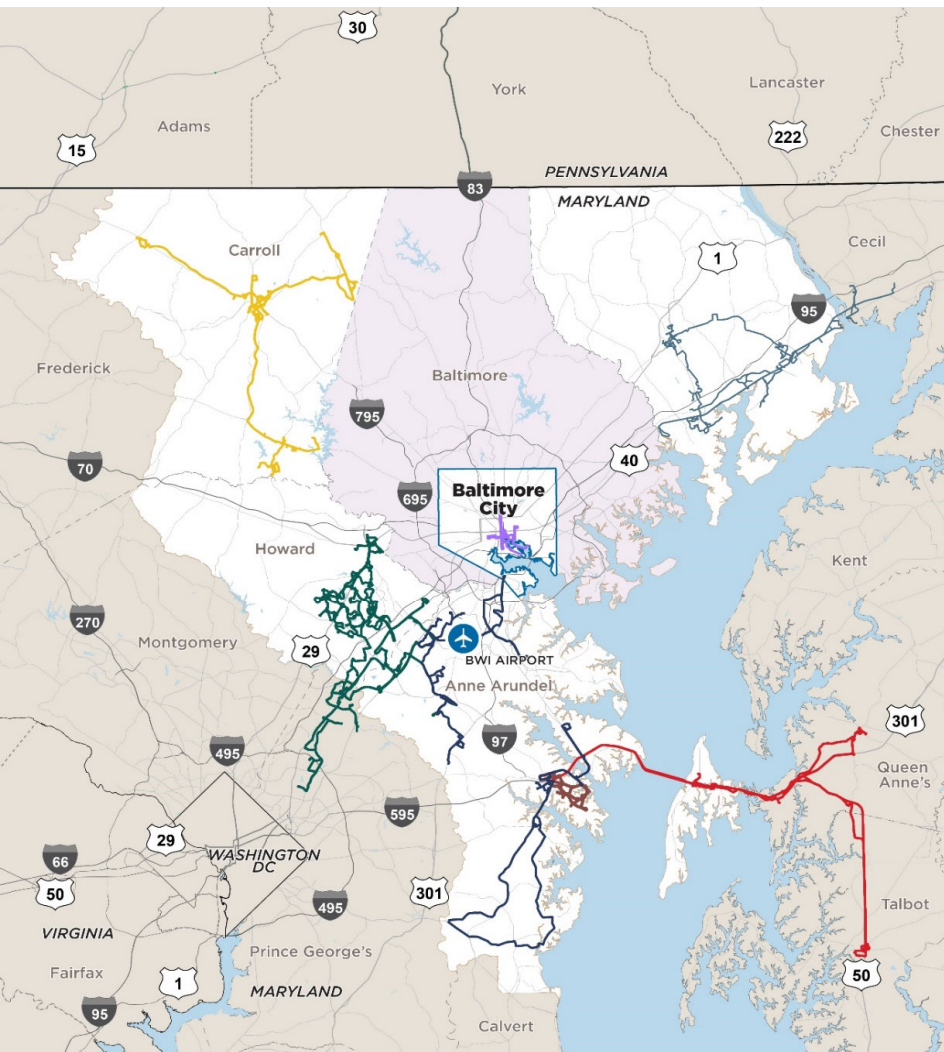 30
York
Lancaster
Adams
222
Chester
15
PENNSYLVANIA
83
MARYLAND
Carroll
Cecil
1
95
Frederick
Baltimore
795
40
70
695
Baltimore
City
Howard
Kent
270
Montgomery
29
BWI AIRPORT
Anne Arundel
301
97
495
Queen
Anne's
595
29
WASHINGTON
DC
66
50
301
495
Talbot
VIRGINIA
Prince George's
Fairfax
50
1
MARYLAND
95
Calvert